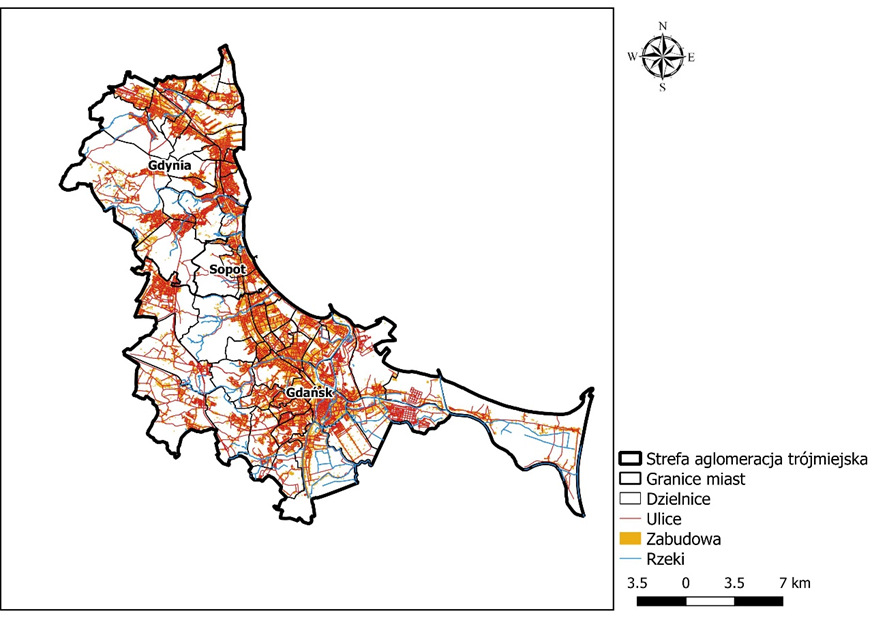 N
W E
S
Gdynia
Sopot
Gdańsk
Strefa aglomeracja trójmiejska
Granice miast
Dzielnice
Ulice
Zabudowa
Rzeki
3.5 0 3.5 7 km